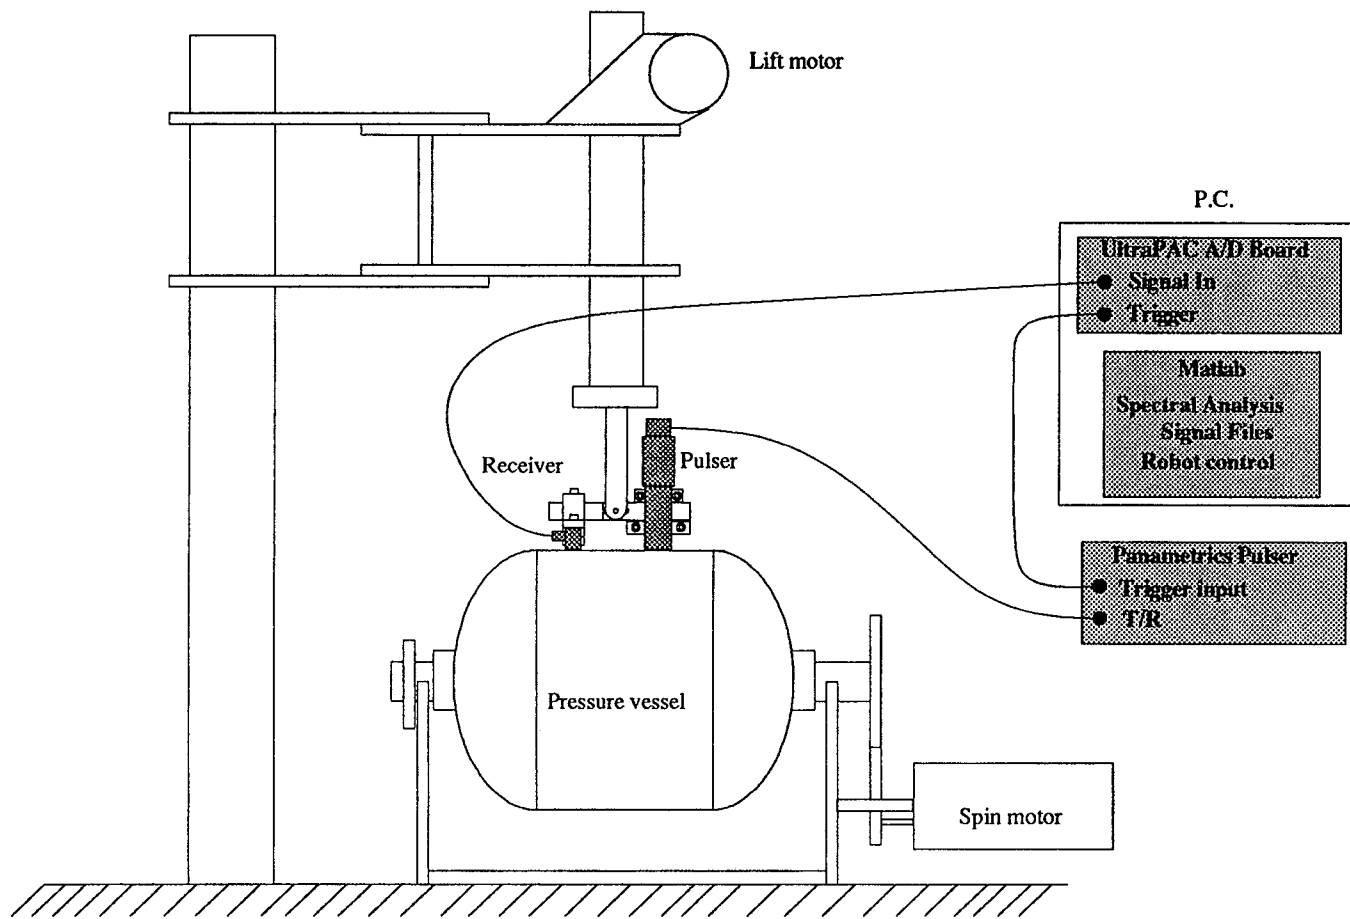 Lift motor
P.C.
UltraPAC A/D Board
Signal In
Trigger
Matlab
Spectral Analysis
Signal Files
Robot control
Receiver
Pulser
Panametrics Pulser
Trigger input
T/R
Pressure vessel
Spin motor